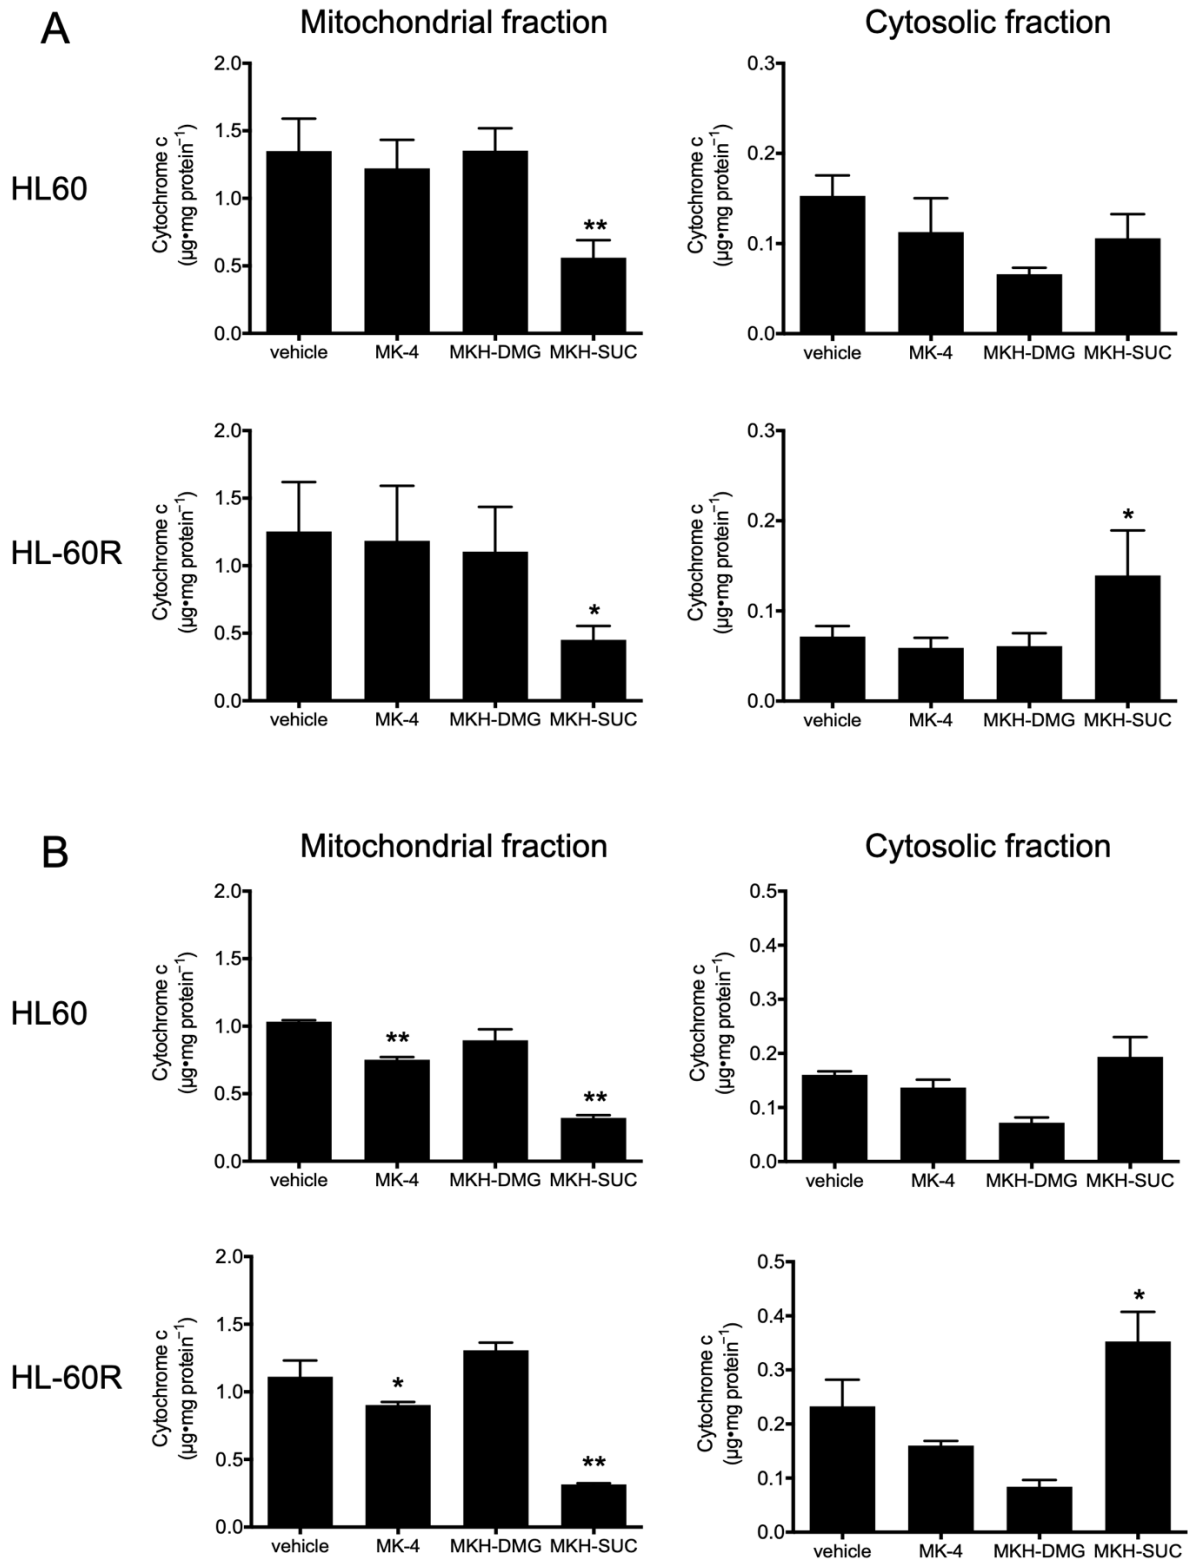 A
Mitochondrial fraction
Cytosolic fraction
HL60
Cytochrome c
(µg•mg protein⁻¹)
2.0
1.5
1.0
0.5
0.0
**
vehicle MK-4 MKH-DMG MKH-SUC
Cytochrome c
(µg•mg protein⁻¹)
0.3
0.2
0.1
0.0
vehicle MK-4 MKH-DMG MKH-SUC
HL-60R
Cytochrome c
(µg•mg protein⁻¹)
2.0
1.5
1.0
0.5
0.0
*
vehicle MK-4 MKH-DMG MKH-SUC
Cytochrome c
(µg•mg protein⁻¹)
0.3
0.2
0.1
0.0
*
vehicle MK-4 MKH-DMG MKH-SUC
B
Mitochondrial fraction
Cytosolic fraction
HL60
Cytochrome c
(µg•mg protein⁻¹)
2.0
1.5
1.0
0.5
0.0
**
**
vehicle MK-4 MKH-DMG MKH-SUC
Cytochrome c
(µg•mg protein⁻¹)
0.5
0.4
0.3
0.2
0.1
0.0
vehicle MK-4 MKH-DMG MKH-SUC
HL-60R
Cytochrome c
(µg•mg protein⁻¹)
2.0
1.5
1.0
0.5
0.0
*
**
vehicle MK-4 MKH-DMG MKH-SUC
Cytochrome c
(µg•mg protein⁻¹)
0.5
0.4
0.3
0.2
0.1
0.0
*
vehicle MK-4 MKH-DMG MKH-SUC